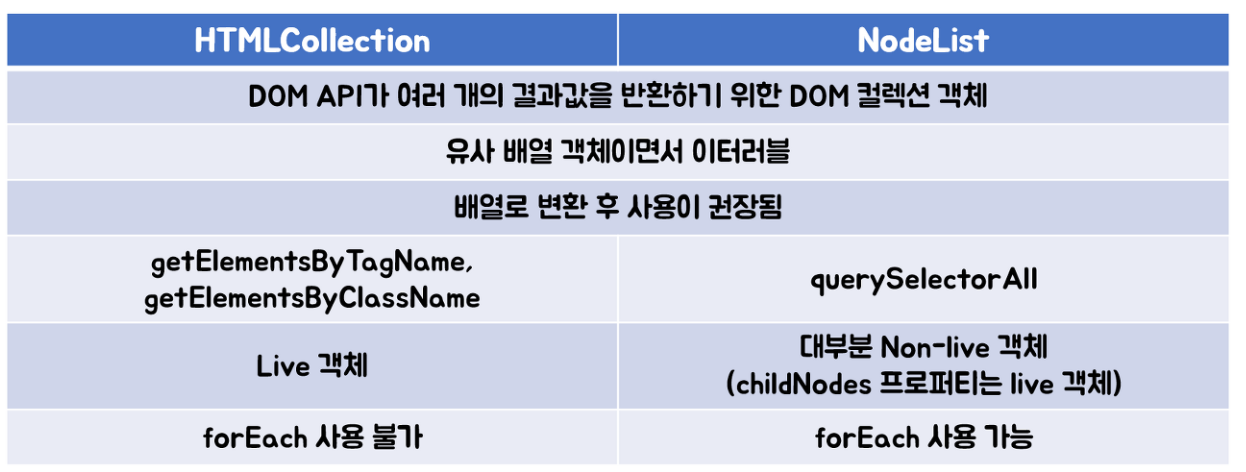 HTMLCollection
NodeList
DOM API가 여러 개의 결과값을 반환하기 위한 DOM 컬렉션 객체
유사 배열 객체이면서 이터러블
배열로 변환 후 사용이 권장됨
getElementsByTagName,
getElementsByClassName
querySelectorAll
Live 객체
대부분 Non-live 객체
(childNodes 프로퍼티는 live 객체)
forEach 사용 불가
forEach 사용 가능